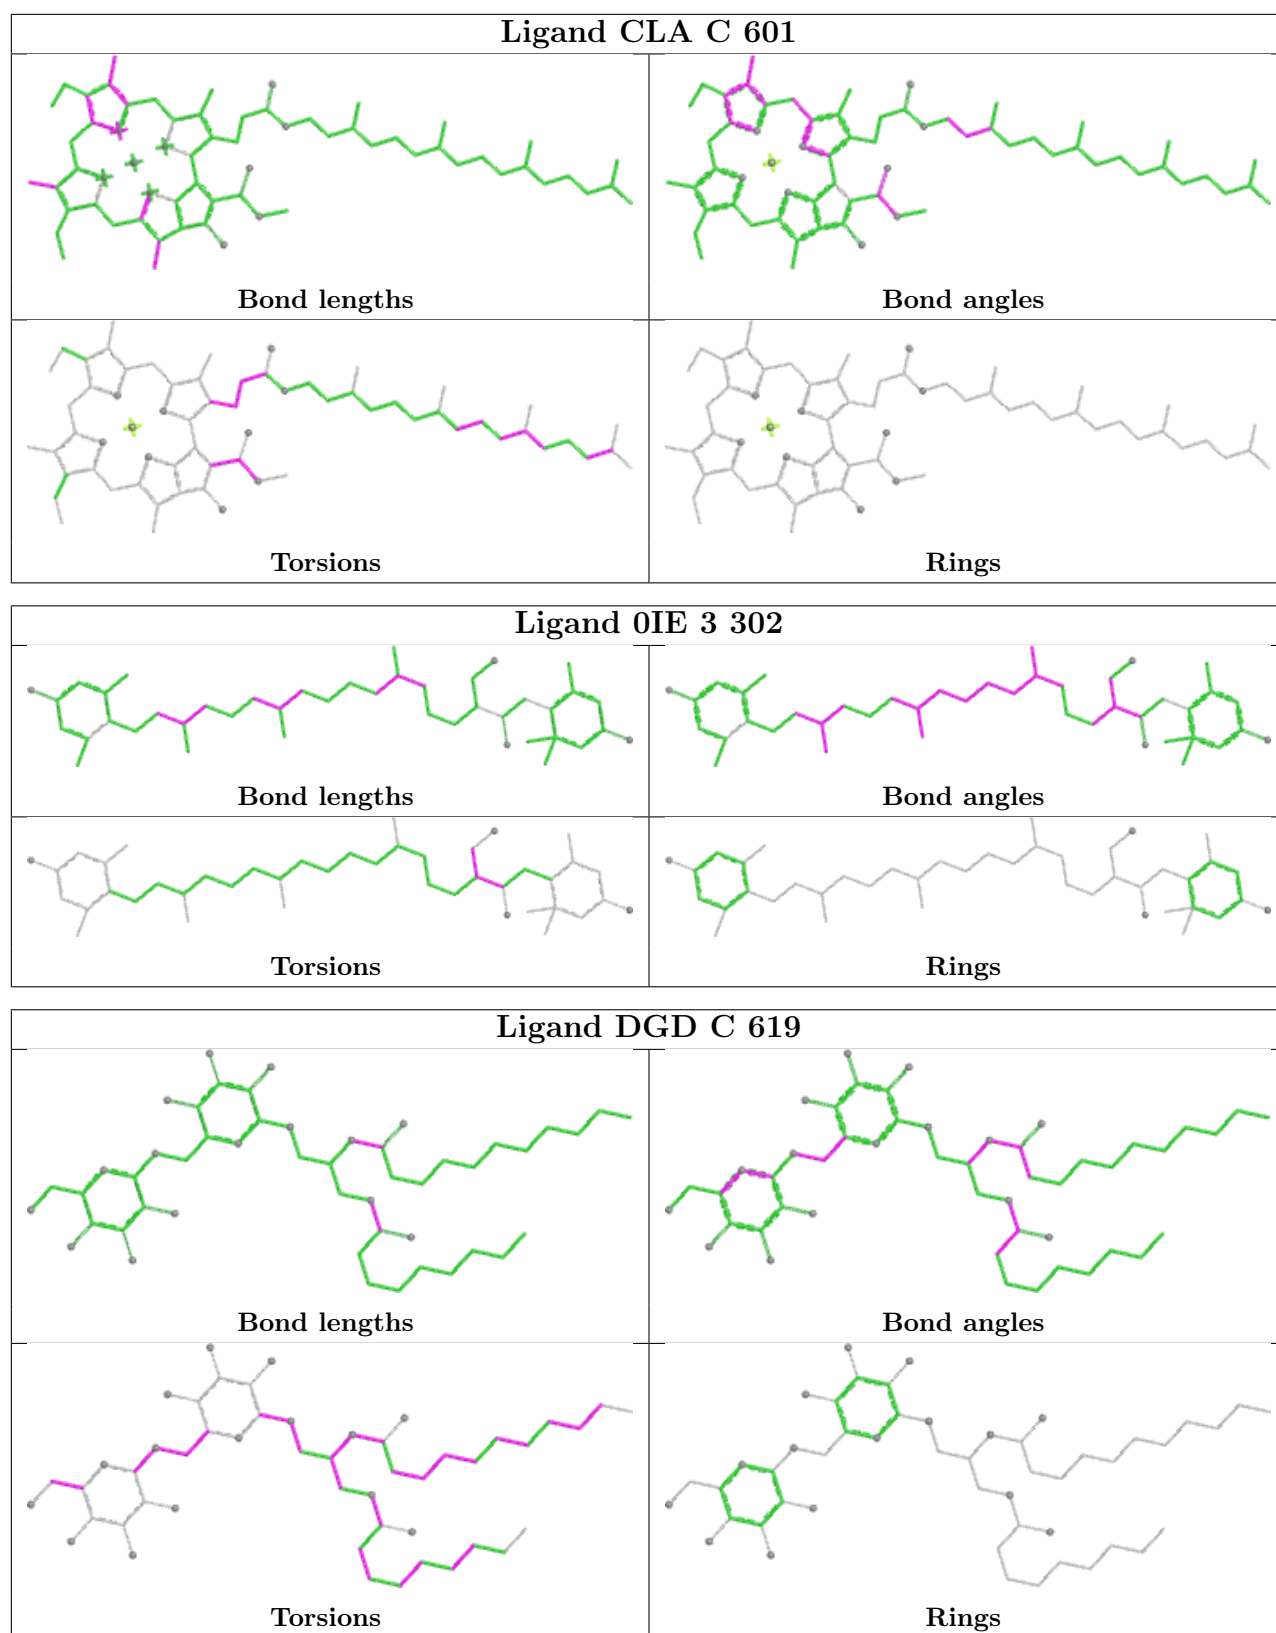 Ligand CLA C 601
Bond lengths
Bond angles
Torsions
Rings
Ligand 0IE 3 302
Bond lengths
Bond angles
Torsions
Rings
Ligand DGD C 619
Bond lengths
Bond angles
Torsions
Rings